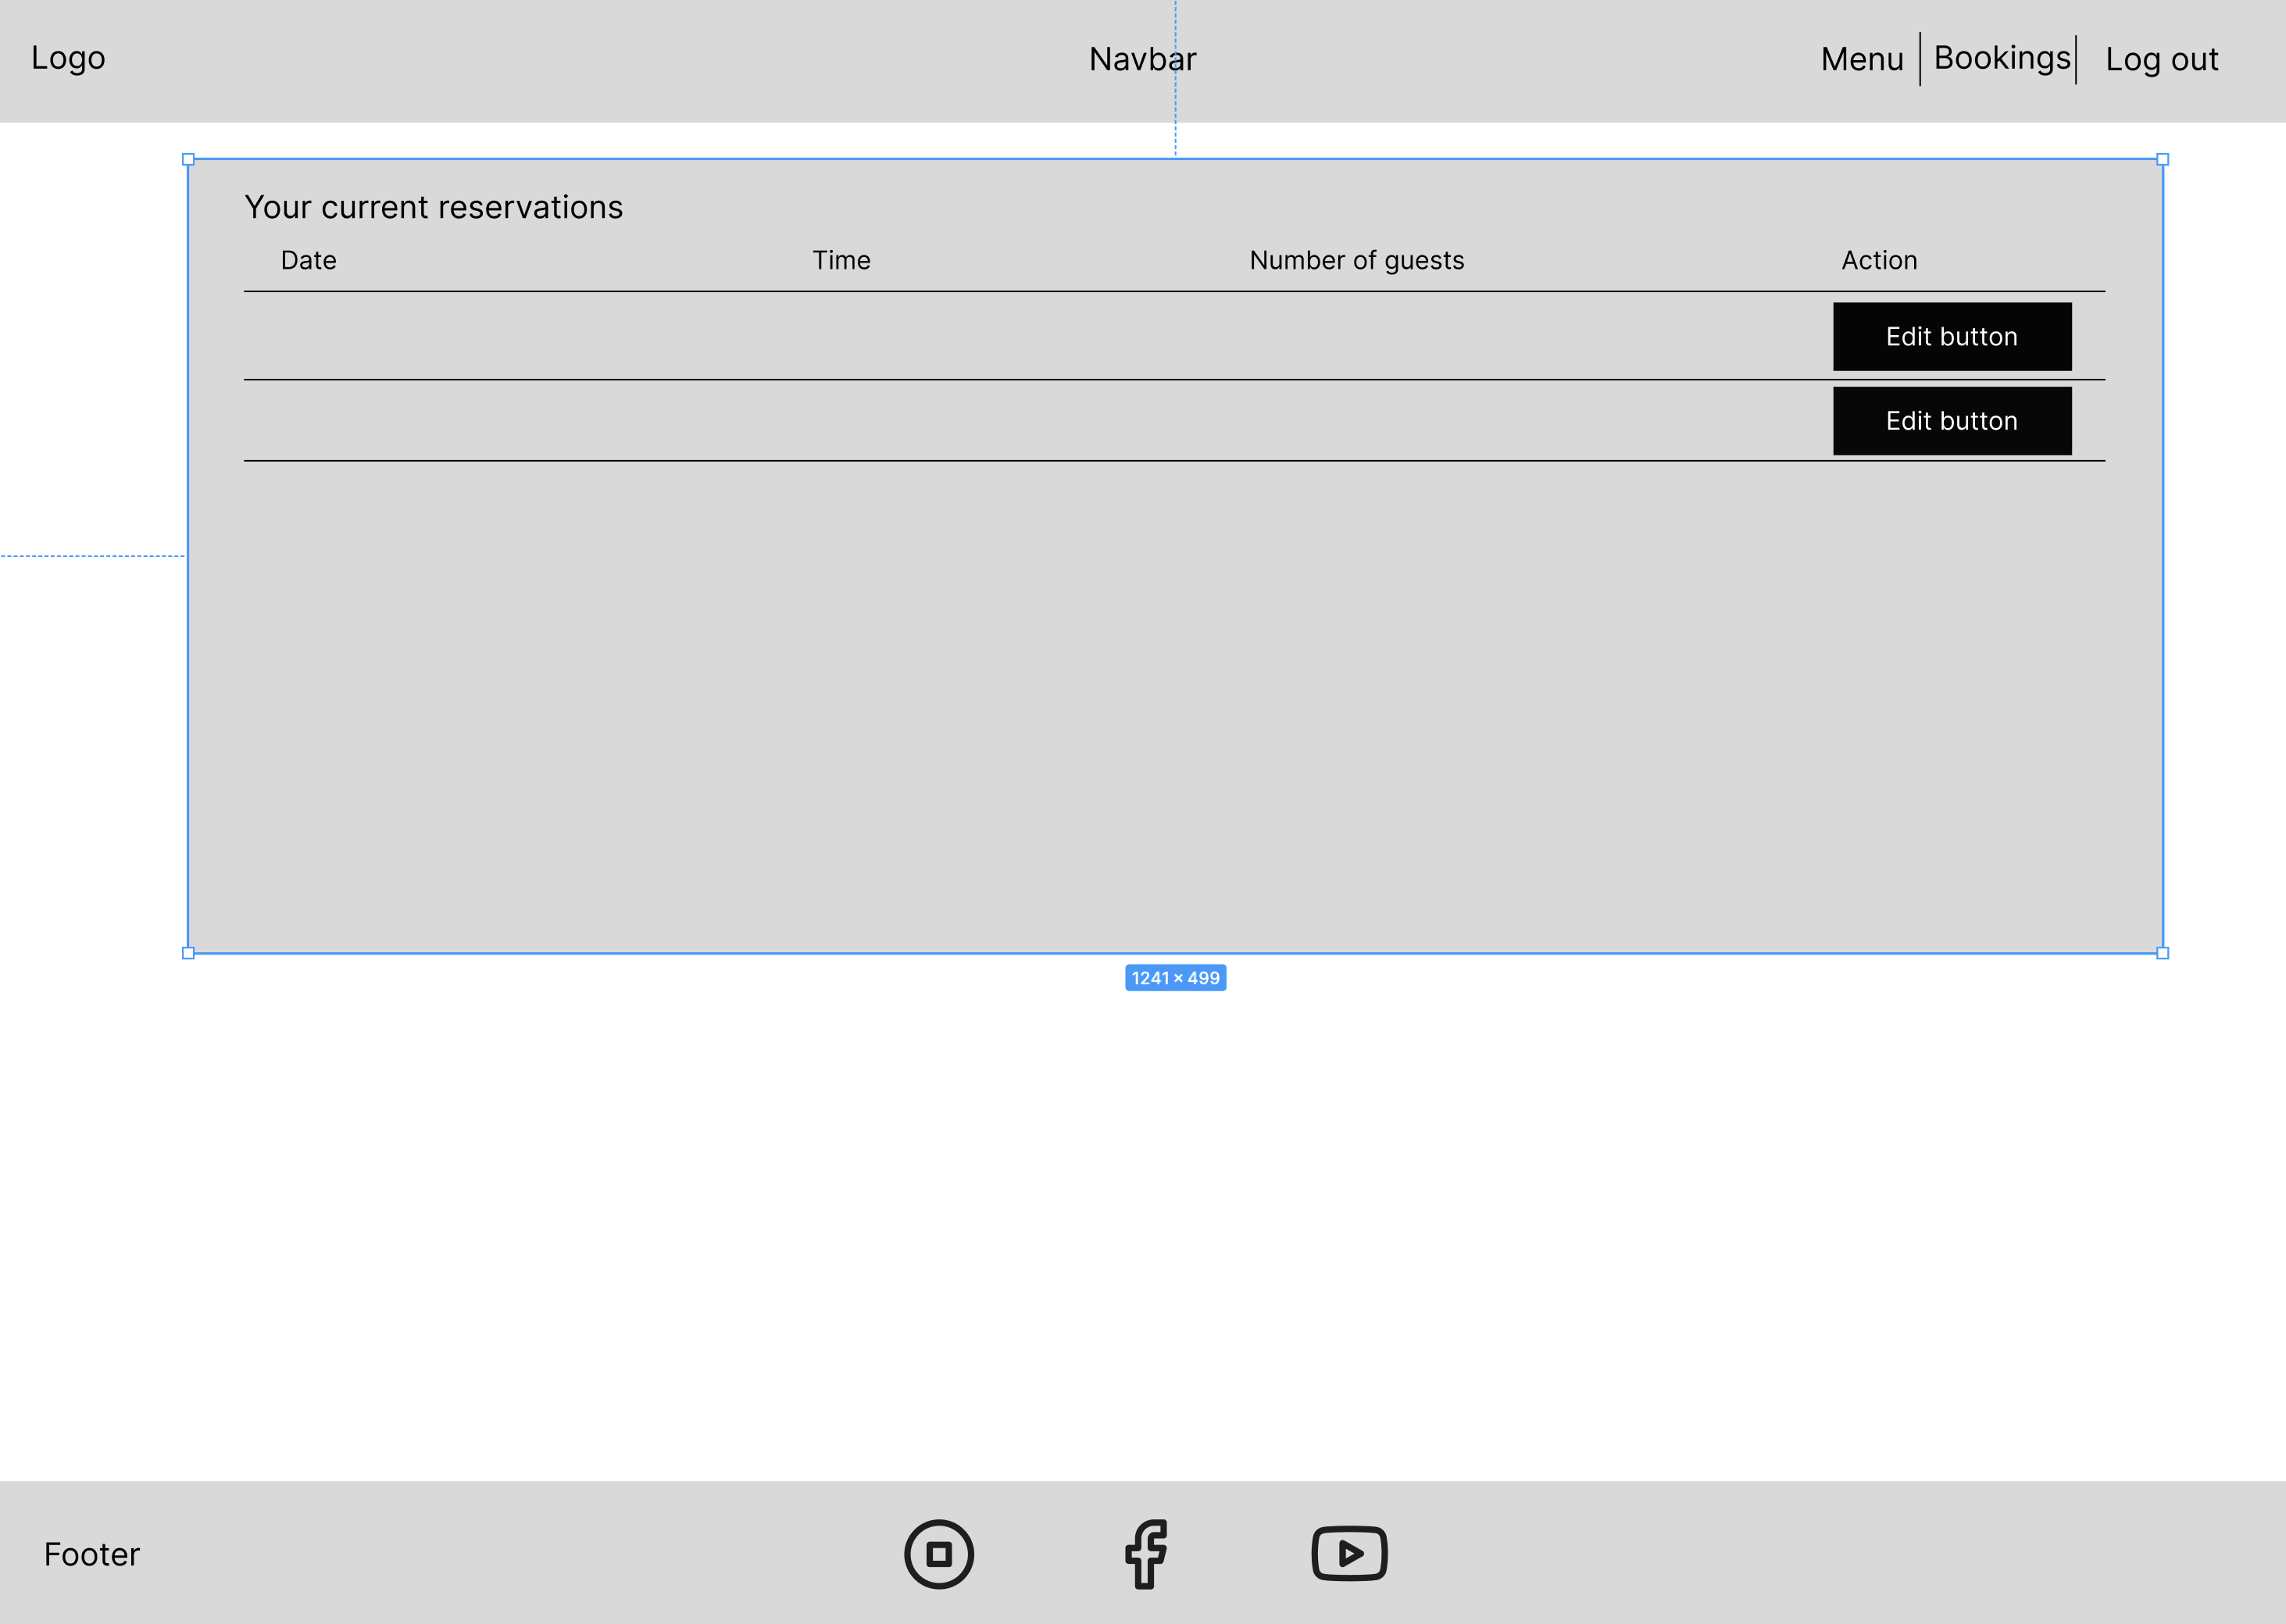 Logo
Navbar
Menu
Bookings
Log out
Your current reservations
Date
Time
Number of guests
Action
Edit button
Edit button
1241 × 499
Footer